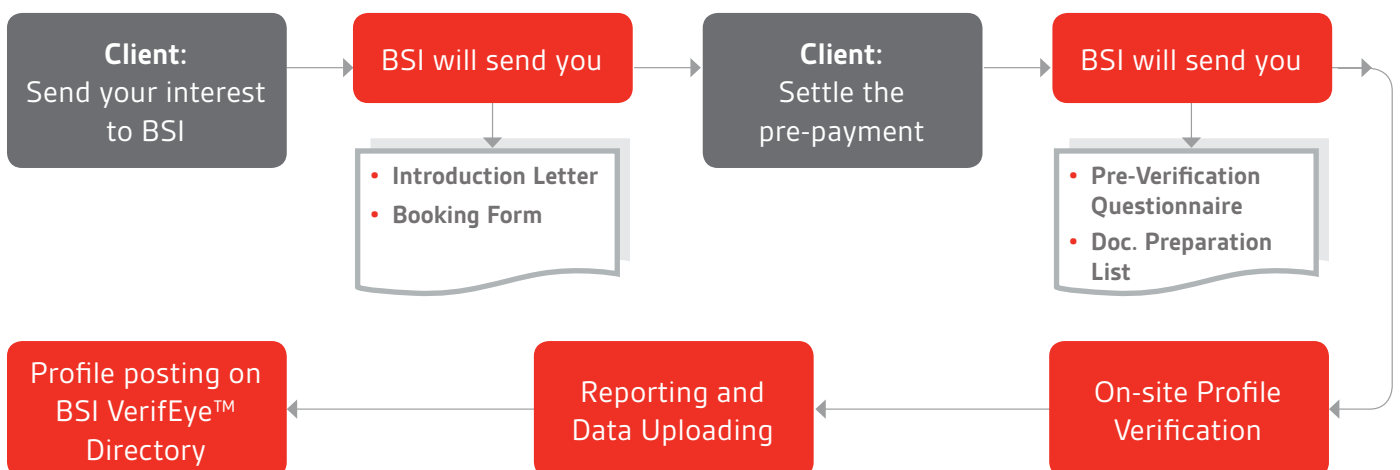 Client:
Send your interest
to BSI
BSI will send you
• Introduction Letter
• Booking Form
Client:
Settle the
pre-payment
BSI will send you
• Pre-Verification
Questionnaire
• Doc. Preparation
List
On-site Profile
Verification
Reporting and
Data Uploading
Profile posting on
BSI VerifEye™
Directory